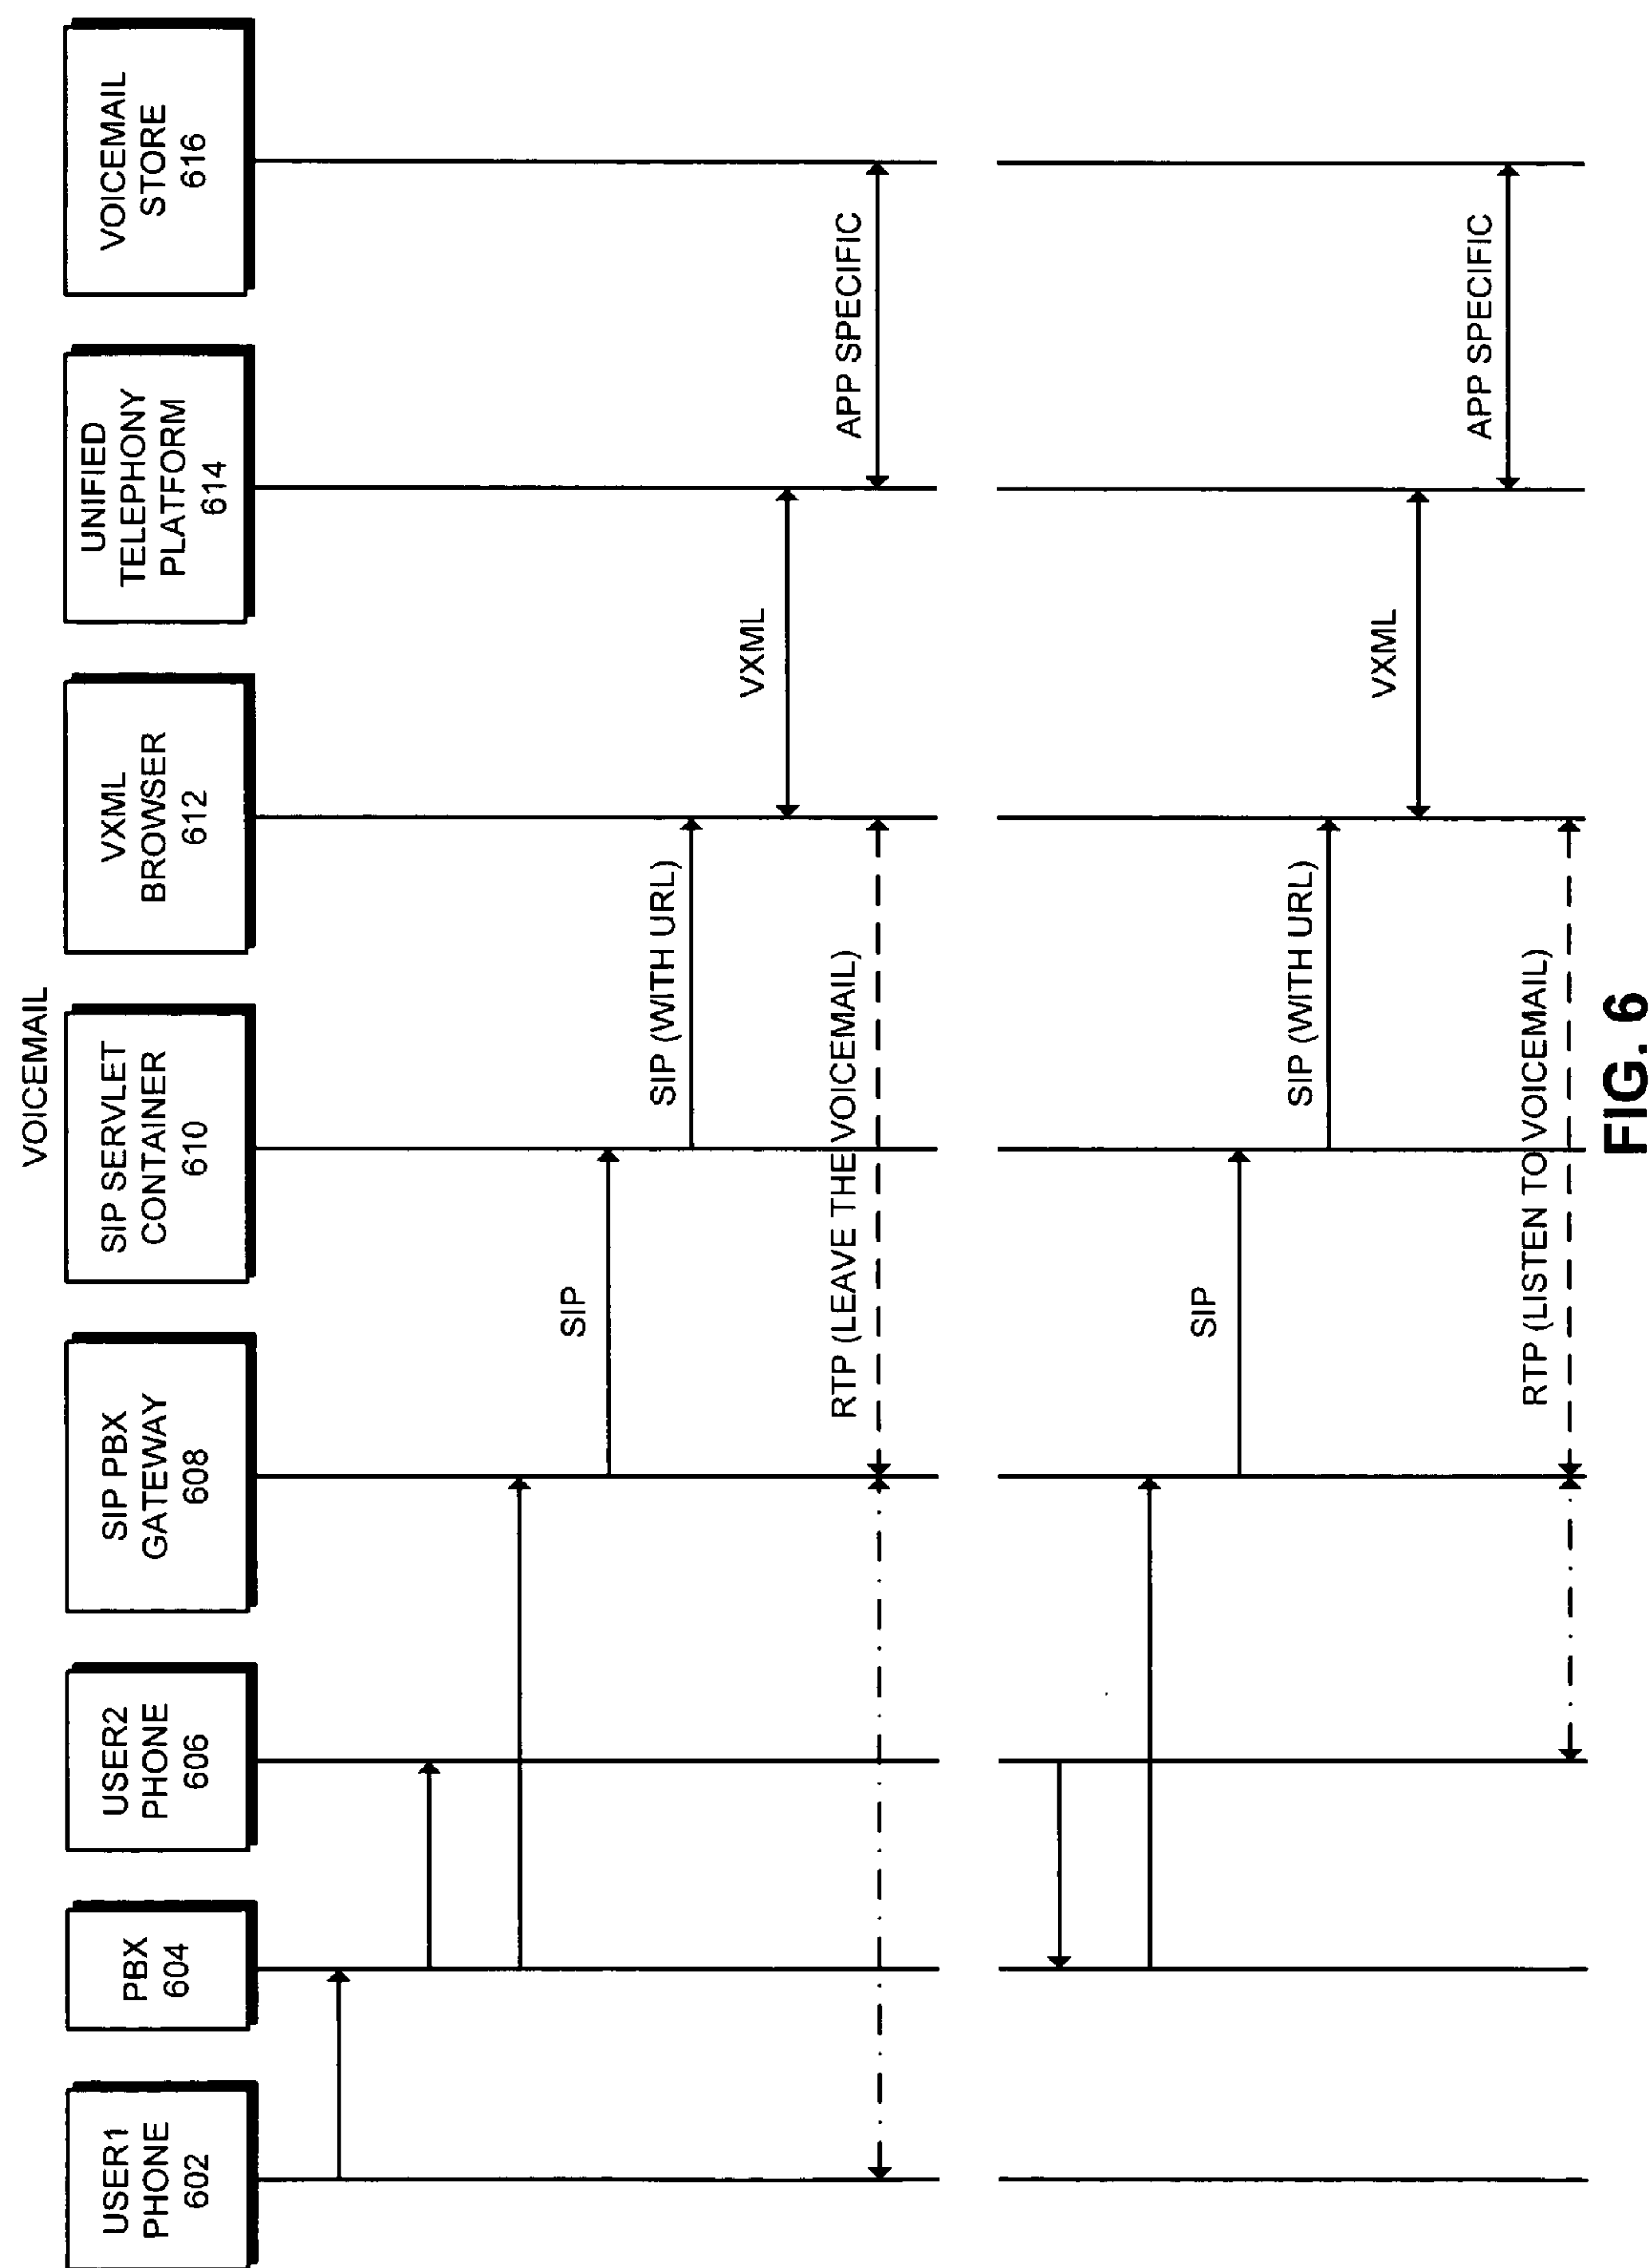 VOICEMAIL
USER1
PHONE
602
PBX
604
USER2
PHONE
606
SIP PBX
GATEWAY
608
SIP SERVLET
CONTAINER
610
VXML
BROWSER
612
UNIFIED
TELEPHONY
PLATFORM
614
VOICEMAIL
STORE
616
SIP
SIP (WITH URL)
VXML
RTP (LEAVE THE VOICEMAIL)
APP SPECIFIC
SIP
SIP (WITH URL)
VXML
APP SPECIFIC
RTP (LISTEN TO VOICEMAIL)
FIG. 6